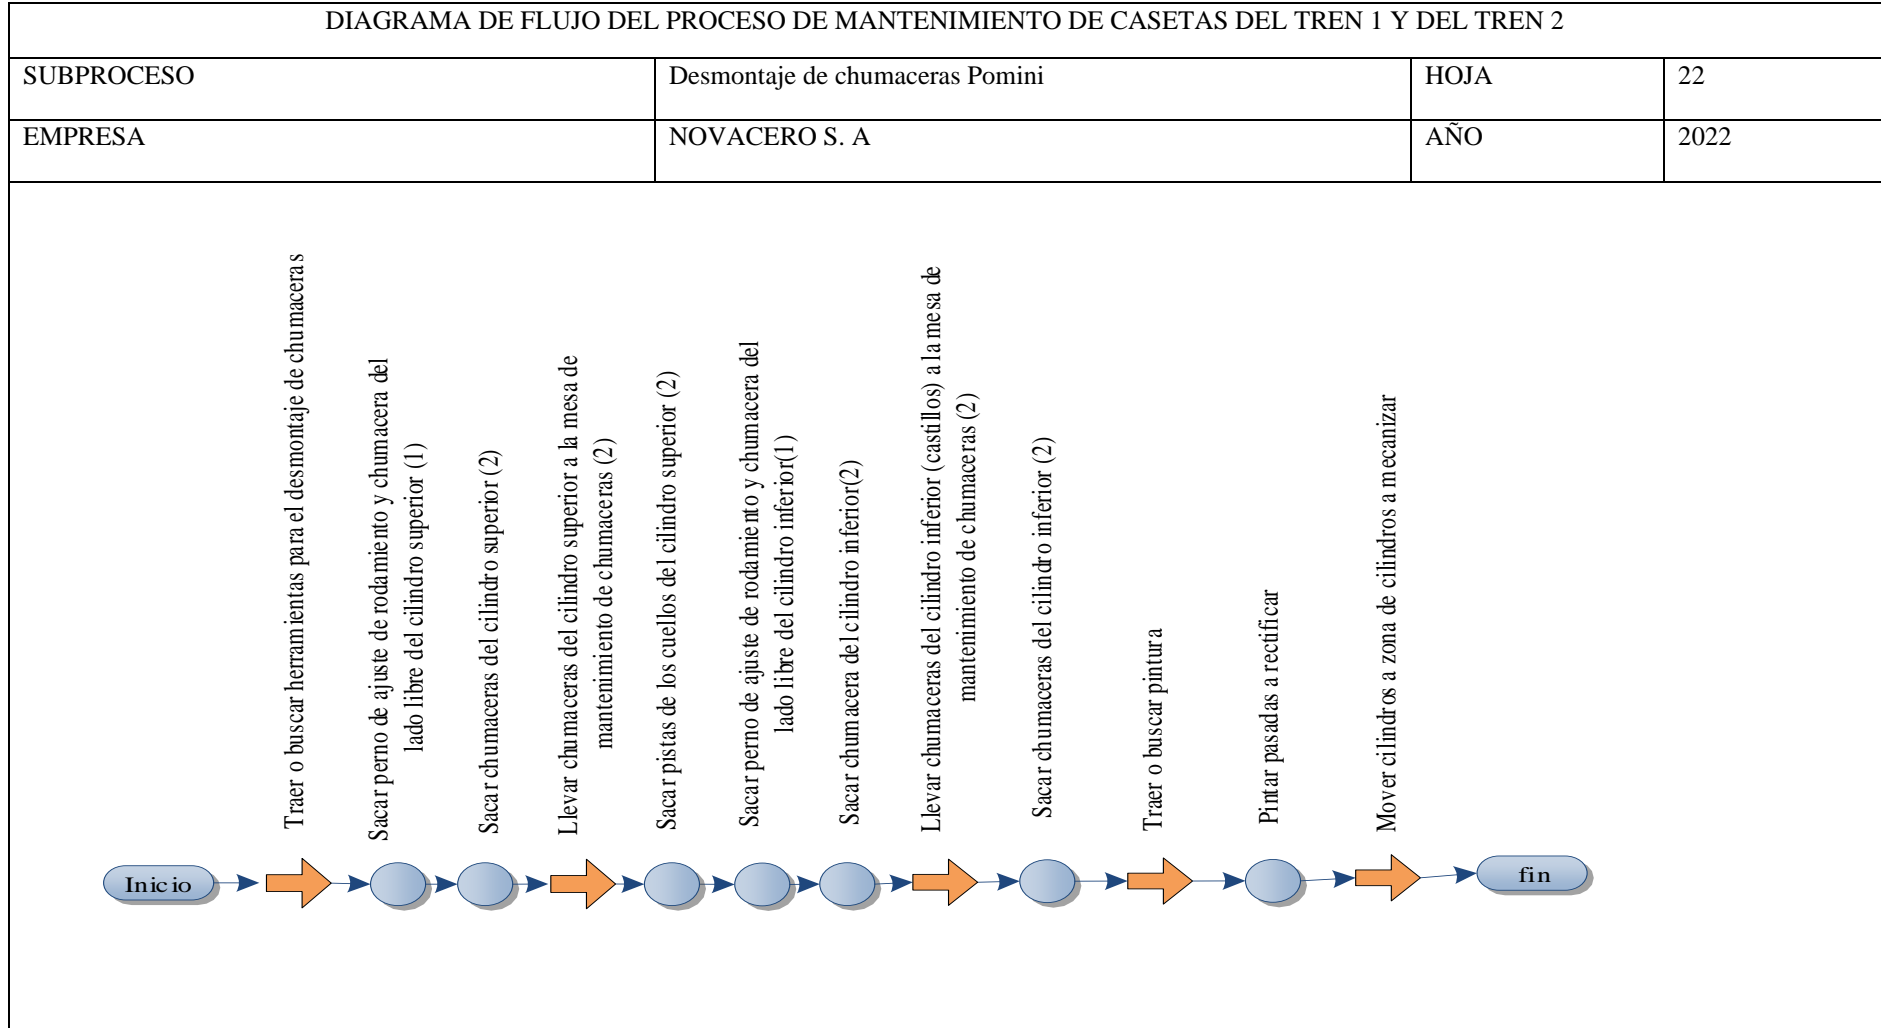 DIAGRAMA DE FLUJO DEL PROCESO DE MANTENIMIENTO DE CASETAS DEL TREN 1 Y DEL TREN 2
SUBPROCESO
Desmontaje de chumaceras Pomini
HOJA
22
EMPRESA
NOVACERO S. A
AÑO
2022
Inicio
Traer o buscar herramientas para el desmontaje de chumaceras
Sacar perno de ajuste de rodamiento y chumacera del
lado libre del cilindro superior (1)
Sacar chumaceras del cilindro superior (2)
Llevar chumaceras del cilindro superior a la mesa de
mantenimiento de chumaceras (2)
Sacar pistas de los cuellos del cilindro superior (2)
Sacar perno de ajuste de rodamiento y chumacera del
lado libre del cilindro inferior(1)
Sacar chumacera del cilindro inferior(2)
Llevar chumaceras del cilindro inferior (castillos) a la mesa de
mantenimiento de chumaceras (2)
Sacar chumaceras del cilindro inferior (2)
Traer o buscar pintura
Pintar pasadas a rectificar
Mover cilindros a zona de cilindros a mecanizar
fin